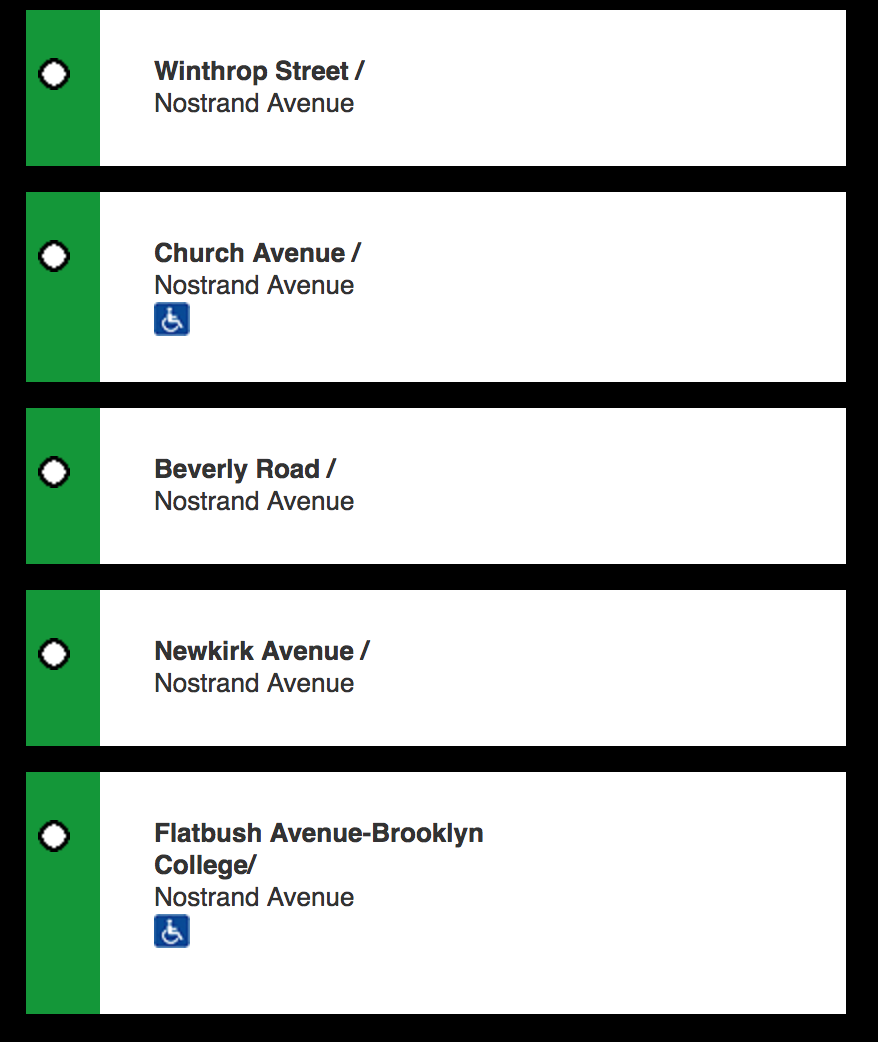 Winthrop Street /
Nostrand Avenue
Church Avenue /
Nostrand Avenue
Beverly Road /
Nostrand Avenue
Newkirk Avenue /
Nostrand Avenue
Flatbush Avenue-Brooklyn
College/
Nostrand Avenue